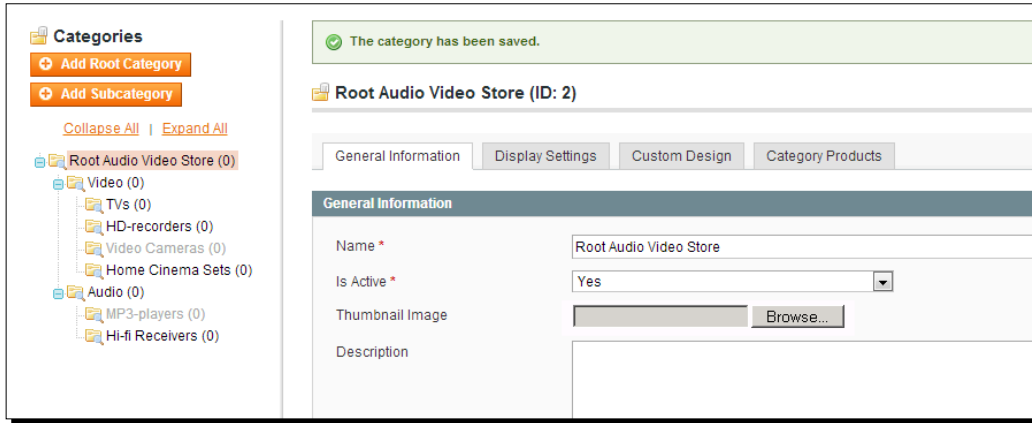 Categories
Add Root Category
Add Subcategory
Collapse All | Expand All
Root Audio Video Store (0)
Video (0)
TVs (0)
HD-recorders (0)
Video Cameras (0)
Home Cinema Sets (0)
Audio (0)
MP3-players (0)
Hi-fi Receivers (0)
The category has been saved.
Root Audio Video Store (ID: 2)
General Information Display Settings Custom Design Category Products
General Information
Name * Root Audio Video Store
Is Active * Yes
Thumbnail Image Browse...
Description